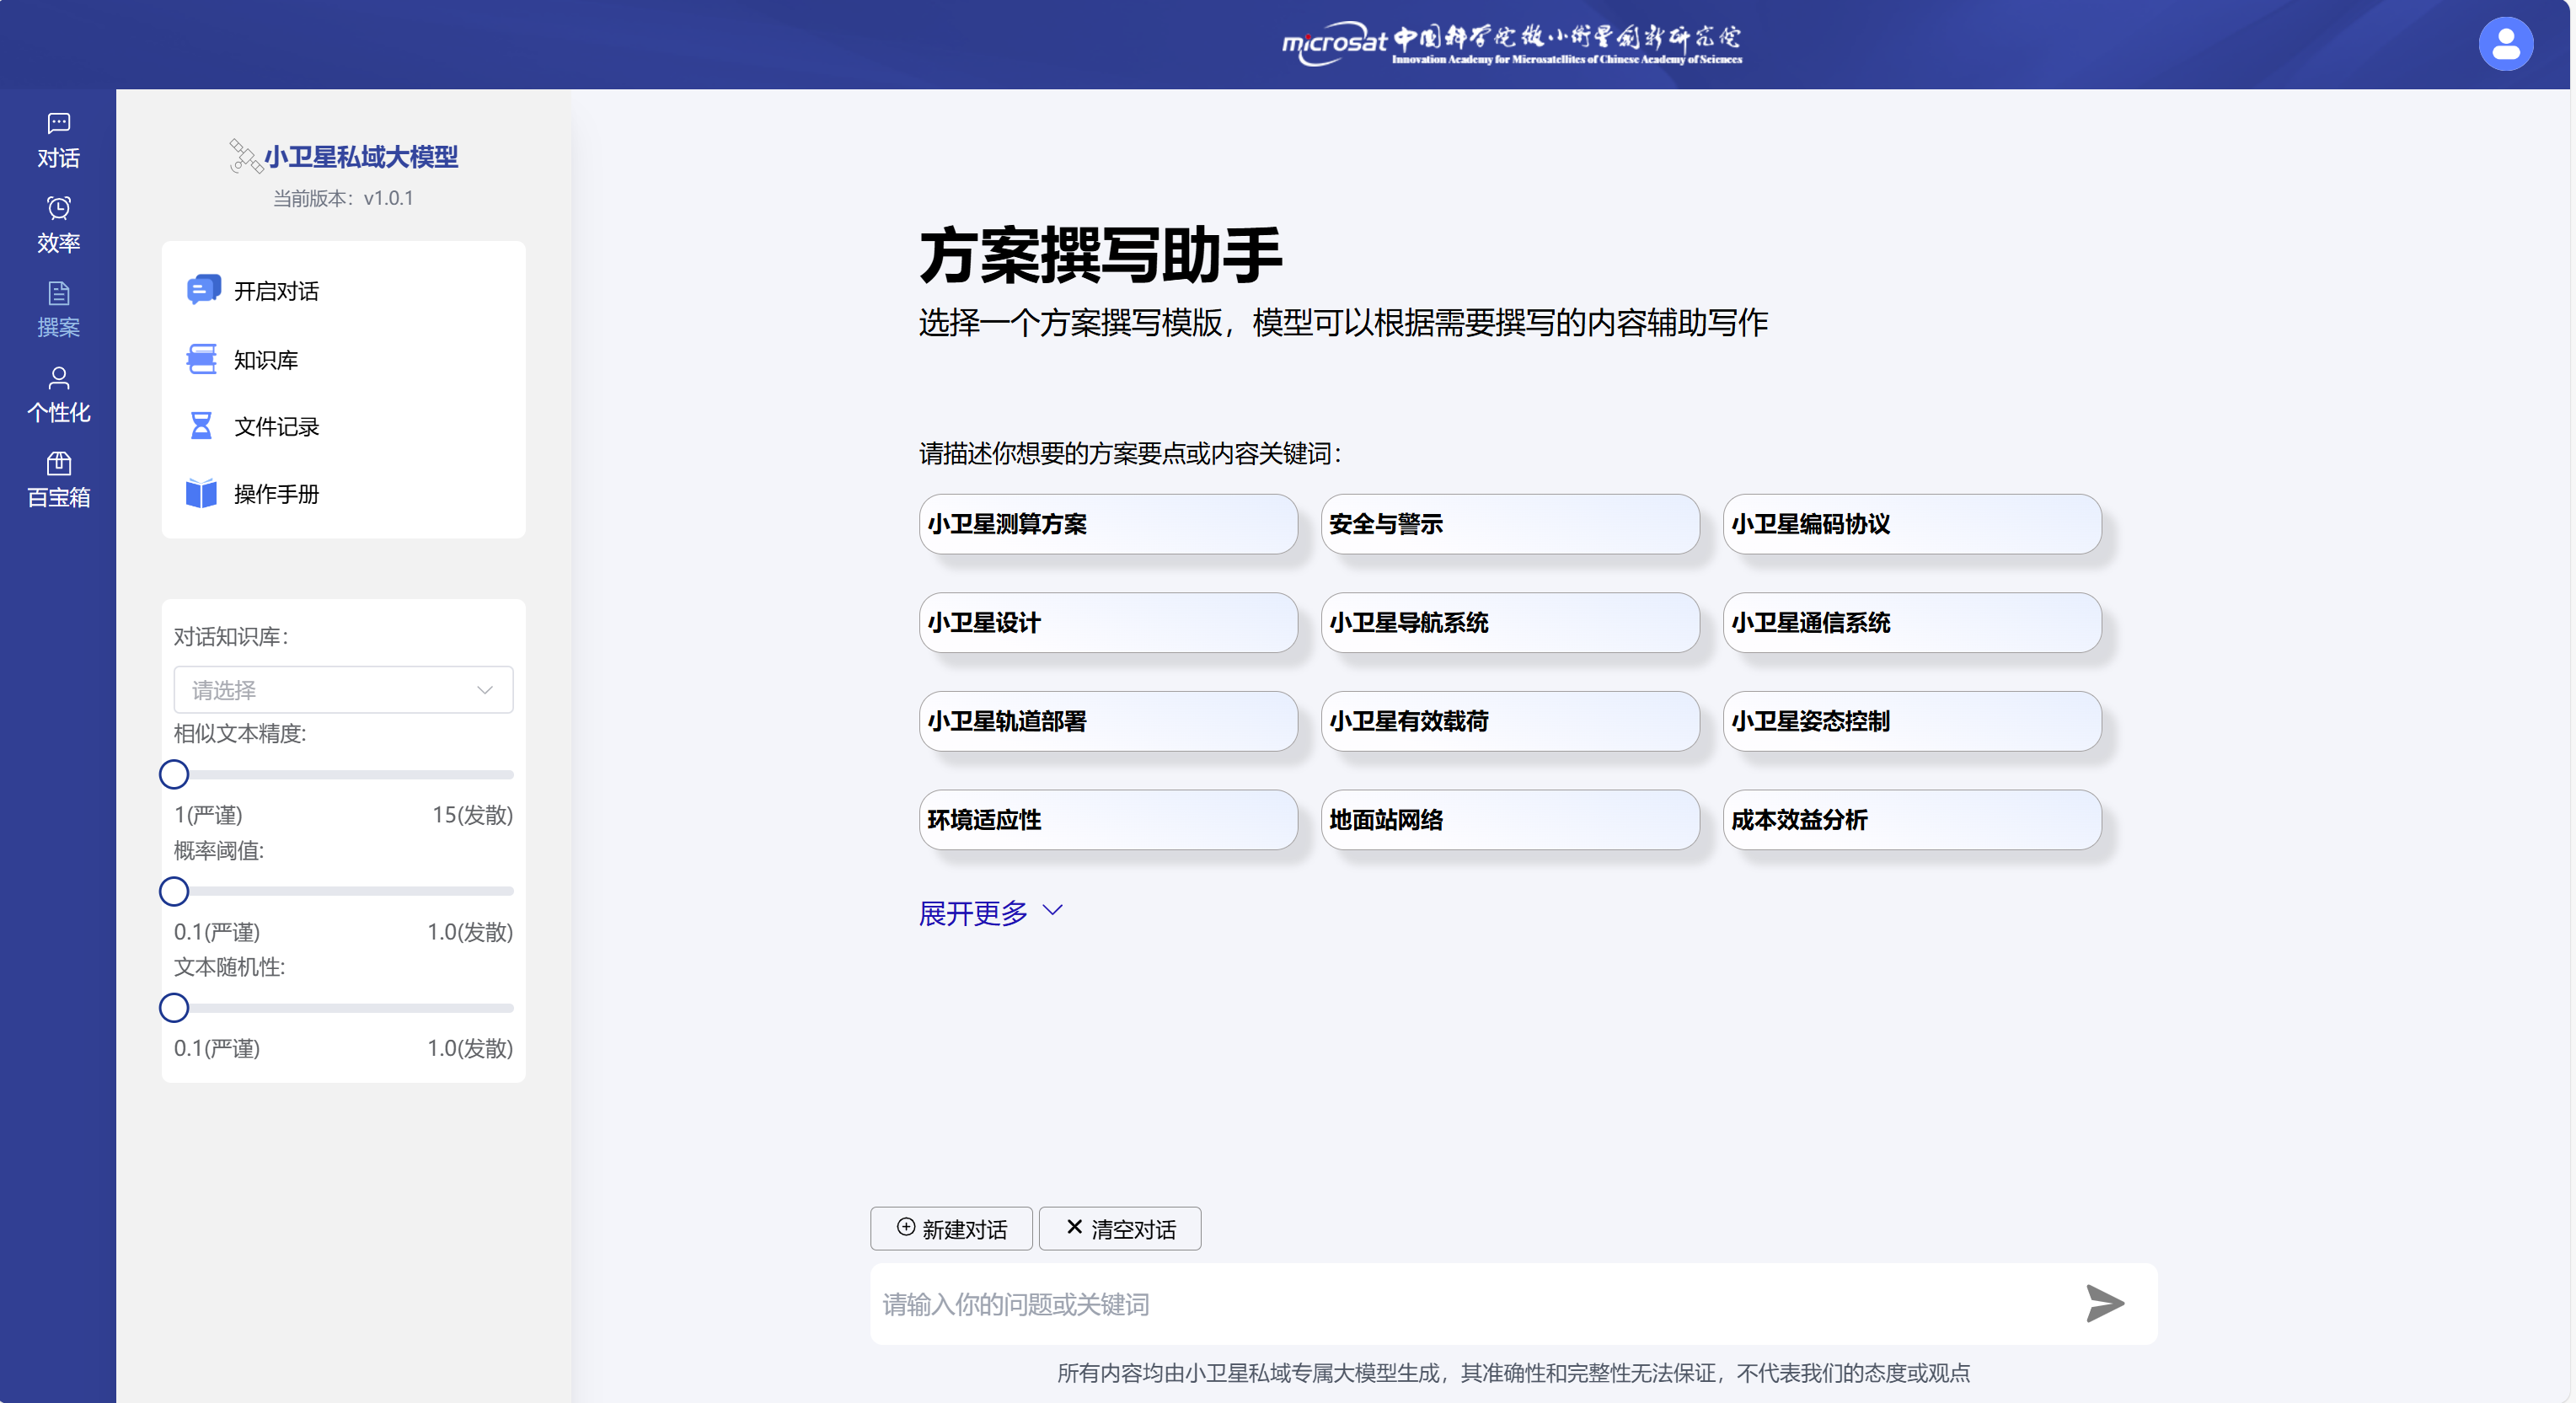 microsat 中国科学院微小卫星创新研究院
Innovation Academy for Microsatellites of Chinese Academy of Sciences
对话
效率
撰案
个性化
百宝箱
小卫星私域大模型
当前版本：v1.0.1
开启对话
知识库
文件记录
操作手册
对话知识库：
请选择
相似文本精度:
1(严谨) 15(发散)
概率阈值:
0.1(严谨) 1.0(发散)
文本随机性:
0.1(严谨) 1.0(发散)
方案撰写助手
选择一个方案撰写模版，模型可以根据需要撰写的内容辅助写作
请描述你想要的方案要点或内容关键词：
小卫星测算方案 安全与警示 小卫星编码协议
小卫星设计 小卫星导航系统 小卫星通信系统
小卫星轨道部署 小卫星有效载荷 小卫星姿态控制
环境适应性 地面站网络 成本效益分析
展开更多
新建对话 清空对话
请输入你的问题或关键词
所有内容均由小卫星私域专属大模型生成，其准确性和完整性无法保证，不代表我们的态度或观点